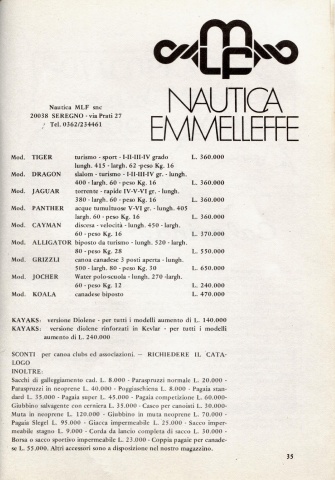 MLF
Nautica MLF snc
20038 SEREGNO - via Prati 27
Tel. 0362/234461
NAUTICA
EMMELLEFFE
Mod. TIGER turismo - sport - I-II-III-IV grado
lungh. 415 - largh. 62 -peso Kg. 16 L. 360.000
Mod. DRAGON slalom - turismo - I-II-III-IV gr. - lungh.
400 - largh. 60 - peso Kg. 16 L. 360.000
Mod. JAGUAR torrente - rapide IV-V-VI gr. - lungh.
380 - largh. 60 - peso Kg. 16 L. 360.000
Mod. PANTHER acque tumultuose V-VI gr. - lungh. 405
largh. 60 - peso Kg. 16 L. 360.000
Mod. CAYMAN discesa - velocità - lungh. 450 - largh.
60 - peso Kg. 16 L. 370.000
Mod. ALLIGATOR biposto da turismo - lungh. 520 - largh.
80 - peso Kg. 28 L. 550.000
Mod. GRIZZLI canoa canadese 3 posti aperta - lungh.
500 - largh. 80 - peso Kg. 30 L. 650.000
Mod. JOCHER Water polo-scuola - lungh. 270 -largh.
60 - peso Kg. 12 L. 240.000
Mod. KOALA canadese biposto L. 470.000
KAYAKS: versione Diolene - per tutti i modelli aumento di L. 140.000
KAYAKS: versione diolene rinforzati in Kevlar - per tutti i modelli
aumento di L. 240.000
SCONTI per canoa clubs ed associazioni. — RICHIEDERE IL CATA-
LOGO
INOLTRE:
Sacchi di galleggiamento cad. L. 8.000 - Paraspruzzi normale L. 20.000 -
Paraspruzzi in neoprene L. 40.000 - Poggiaschiena L. 8.000 - Pagaia stan-
dard L. 35.000 - Pagaia super L. 45.000 - Pagaia competizione L. 60.000-
Giubbino salvagente con cerniera L. 35.000 - Casco per canoisti L. 30.000-
Muta in neoprene L. 120.000 - Giubbino in muta neoprene L. 70.000 -
Pagaia Slegel L. 95.000 - Giacca impermeabile L. 25.000 - Sacco imper-
meabile stagno L. 9.000 - Corda da lancio completa di sacco L. 30.000 -
Borsa o sacco sportivo impermeabile L. 23.000 - Coppia pagaie per canade-
se L. 55.000. Altri accessori sono a disposizione nel nostro magazzino.
35